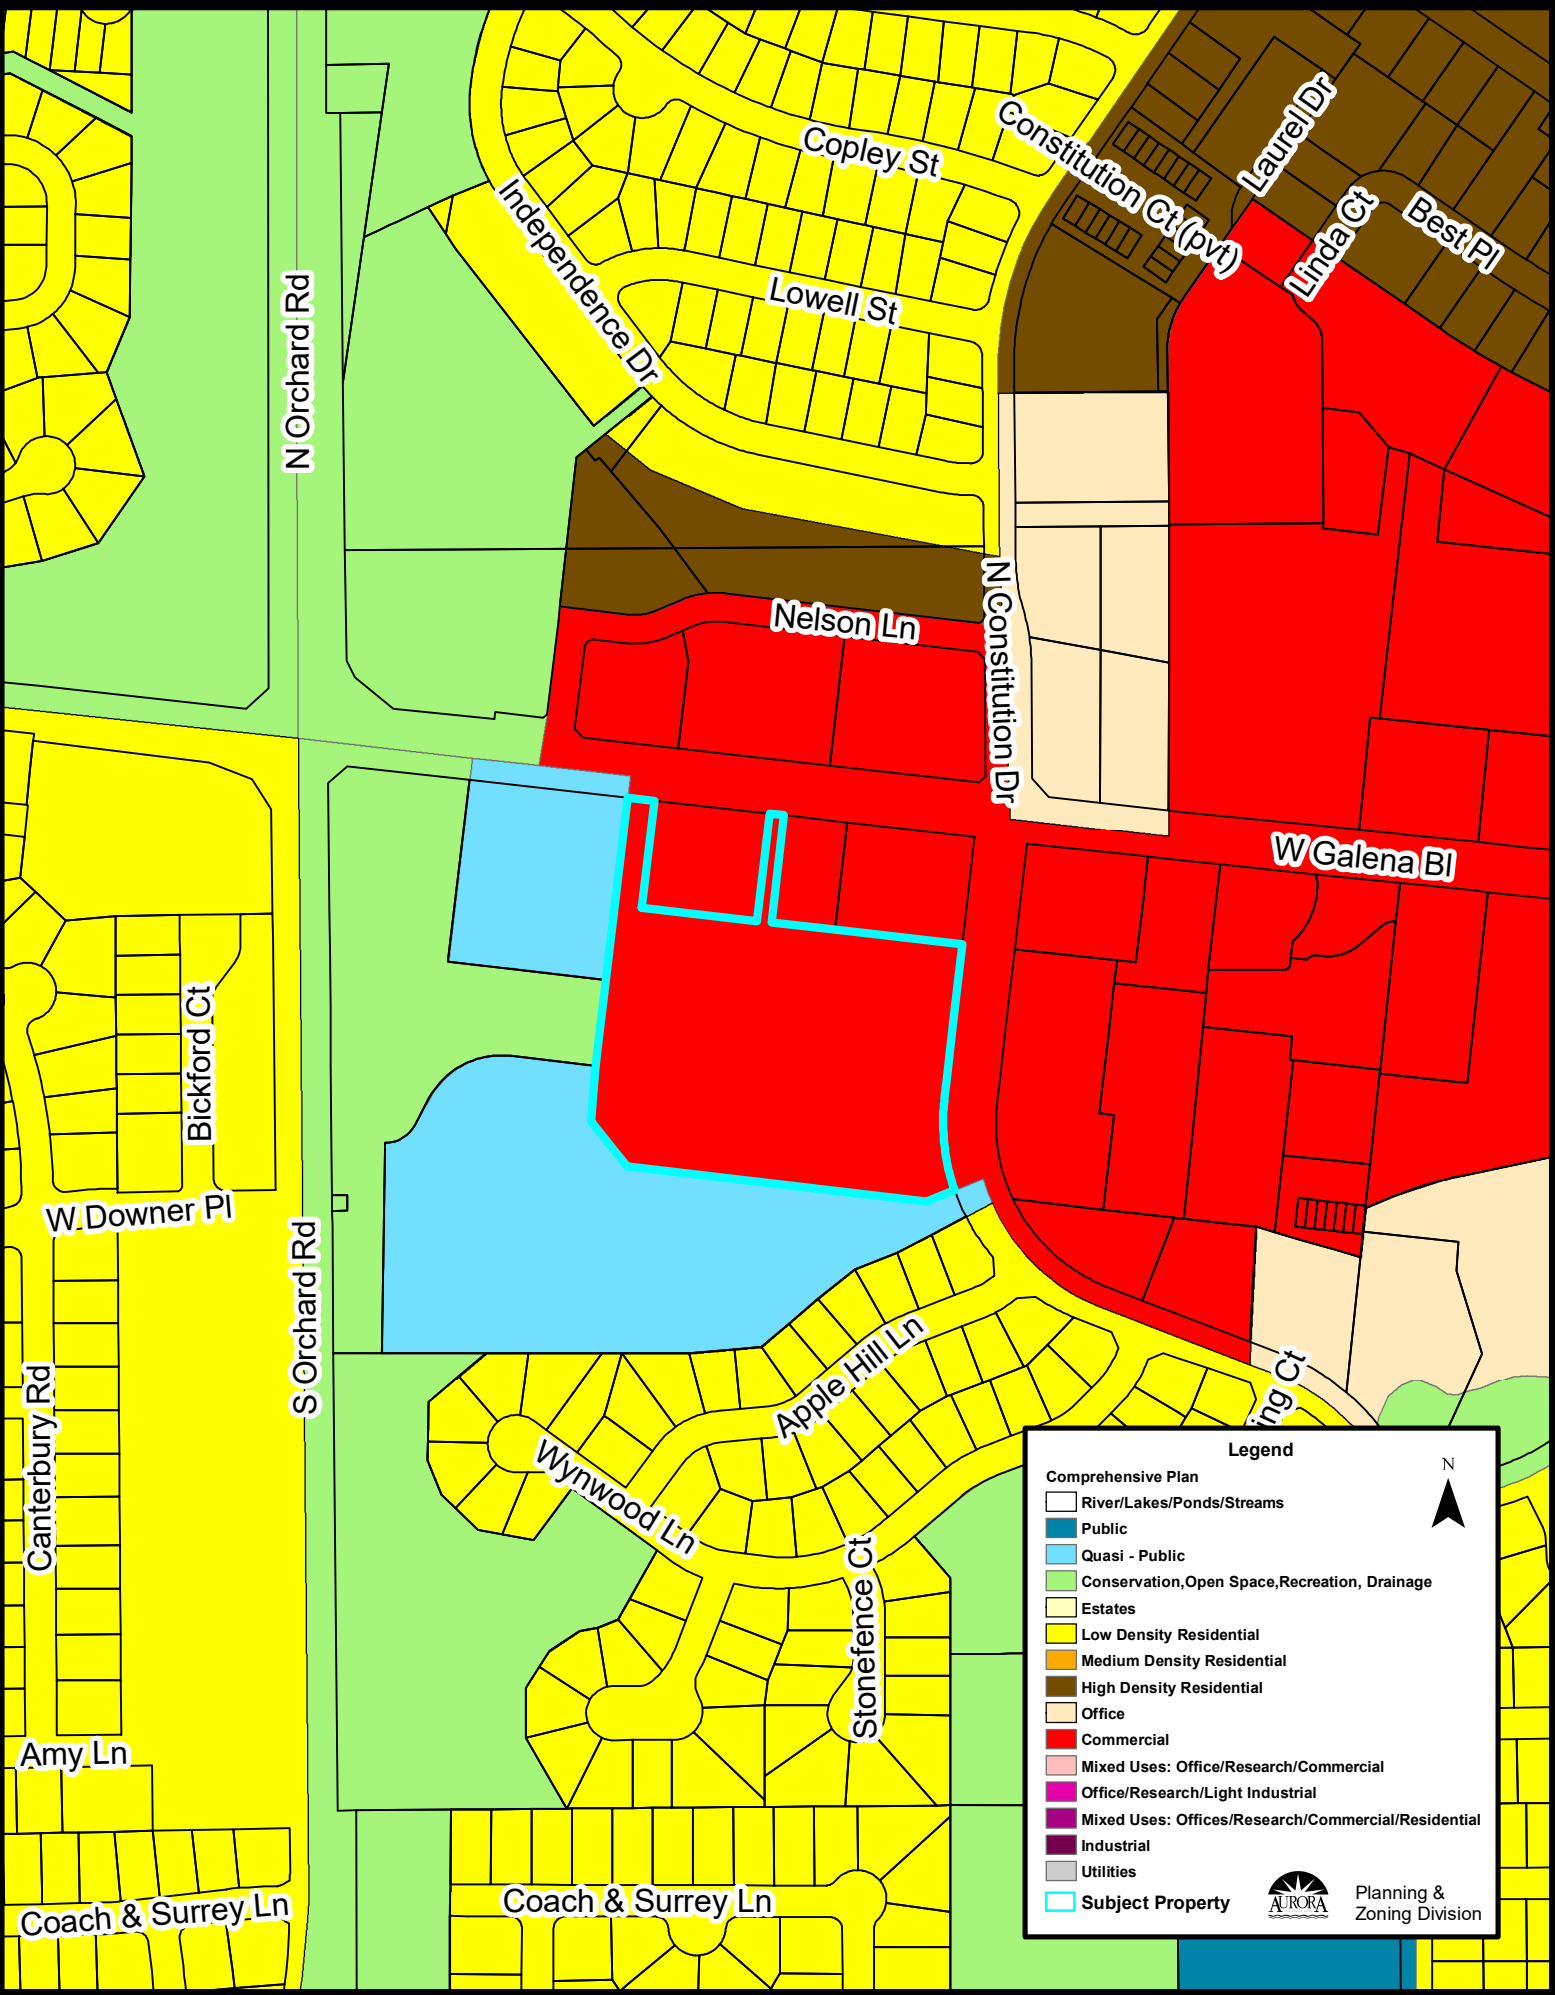 Copley St
Constitution Ct (pvt)
Laurel Dr
Linda Ct
Best Pl
Independence Dr
Lowell St
N Orchard Rd
Nelson Ln
N Constitution Dr
W Galena Bl
Bickford Ct
W Downer Pl
S Orchard Rd
Canterbury Rd
Apple Hill Ln
Wynwood Ln
Stonefence Ct
ing Ct
Amy Ln
Coach & Surrey Ln
Coach & Surrey Ln
Legend
N
Comprehensive Plan
River/Lakes/Ponds/Streams
Public
Quasi - Public
Conservation,Open Space,Recreation, Drainage
Estates
Low Density Residential
Medium Density Residential
High Density Residential
Office
Commercial
Mixed Uses: Office/Research/Commercial
Office/Research/Light Industrial
Mixed Uses: Offices/Research/Commercial/Residential
Industrial
Utilities
Subject Property
AURORA
Planning &
Zoning Division